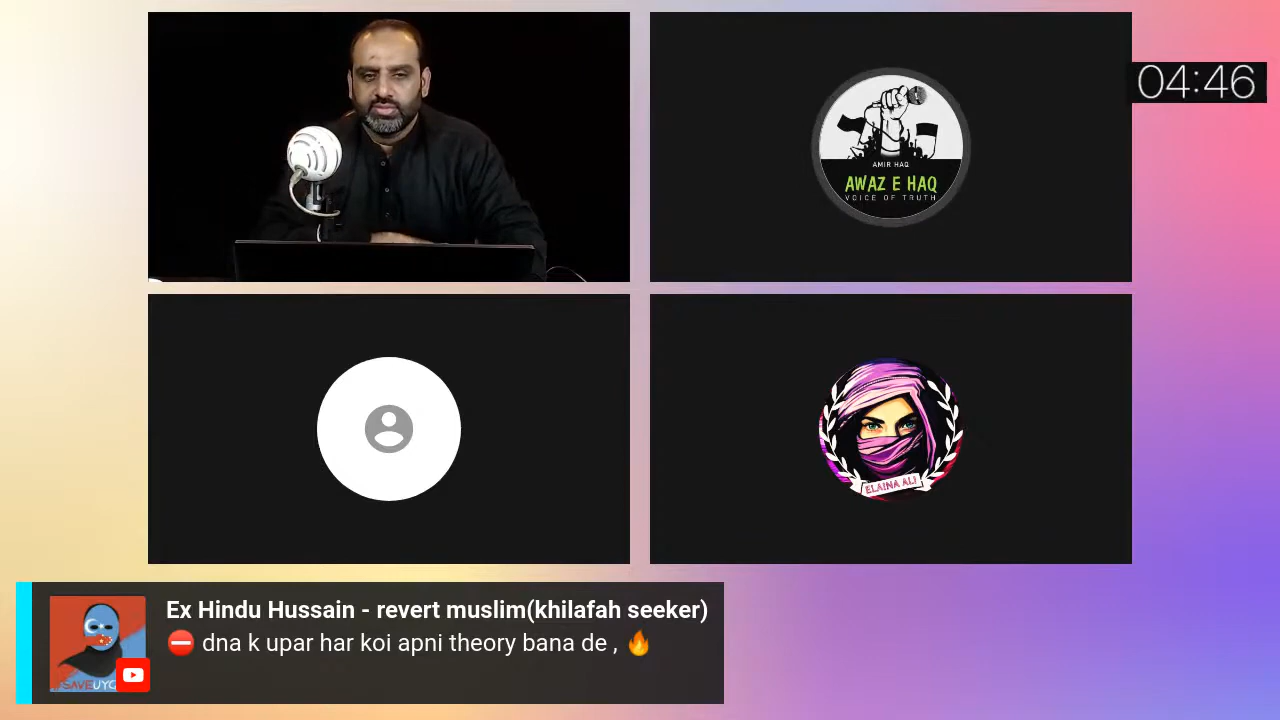 04:46
AMIR HAQ
AWAZ E HAQ
VOICE OF TRUTH
ELAINA ALI
Ex Hindu Hussain - revert muslim(khilafah seeker)
⛔ dna k upar har koi apni theory bana de , 🔥
#SAVEUYG